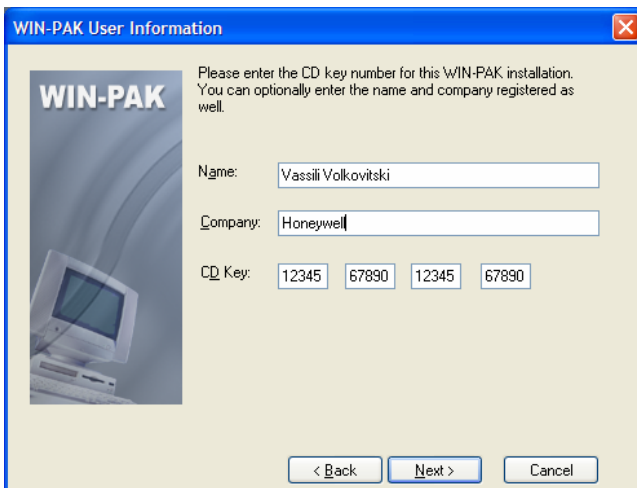 WIN-PAK User Information
WIN-PAK
Please enter the CD key number for this WIN-PAK installation.
You can optionally enter the name and company registered as
well.
Name: Vassili Volkovitski
Company: Honeywell
CD Key: 12345 67890 12345 67890
< Back Next > Cancel